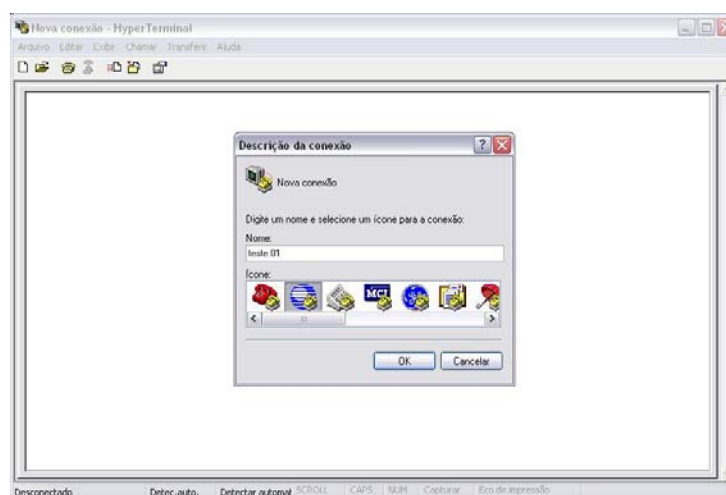 Nova conexão - HyperTerminal
Arquivo Editar Exibir Chamar Transferir Ajuda
Descrição da conexão
Nova conexão
Digite um nome e selecione um ícone para a conexão:
Nome:
teste 01
Ícone:
MCI
OK Cancelar
Desconectado Detec.auto. Detectar automat SCROLL CAPS NUM Capturar Eco de impressão